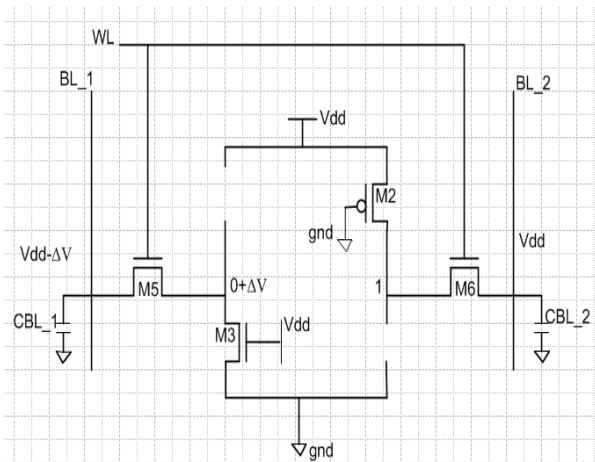 WL
BL_1
BL_2
Vdd
M2
gnd
Vdd-ΔV
Vdd
M5
0+ΔV
1
M6
CBL_1
M3
Vdd
CBL_2
gnd